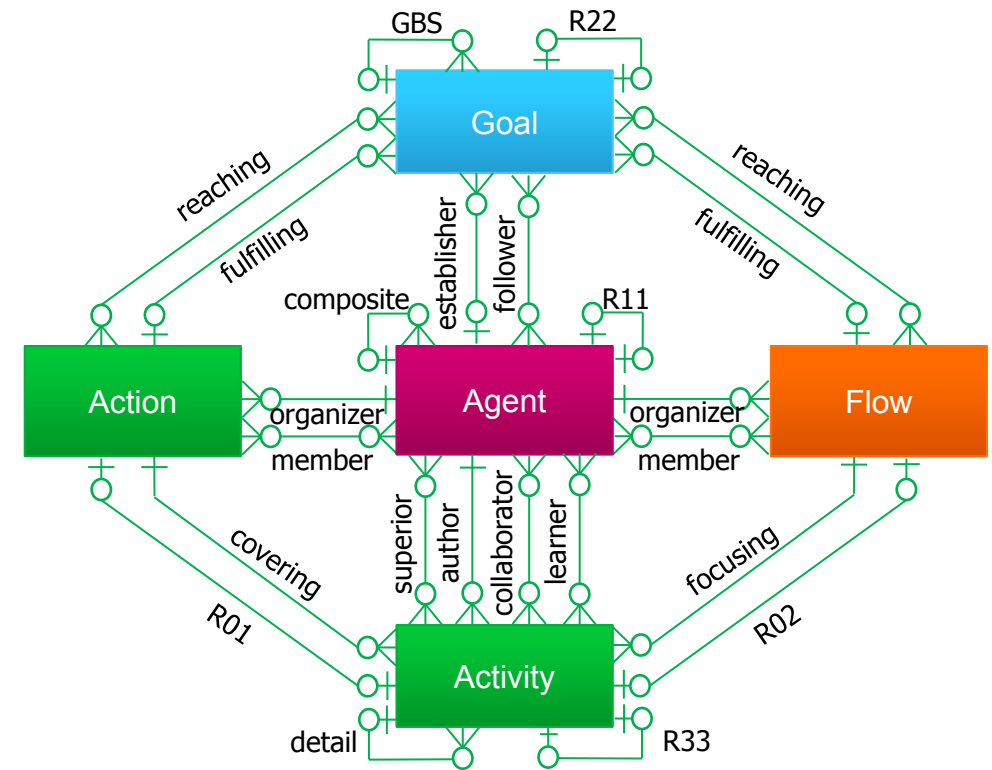 GBS
R22
Goal
reaching
fulfilling
reaching
fulfilling
establisher
follower
composite
R11
Action
Agent
Flow
organizer
organizer
member
member
superior
author
collaborator
learner
covering
focusing
R01
R02
Activity
detail
R33